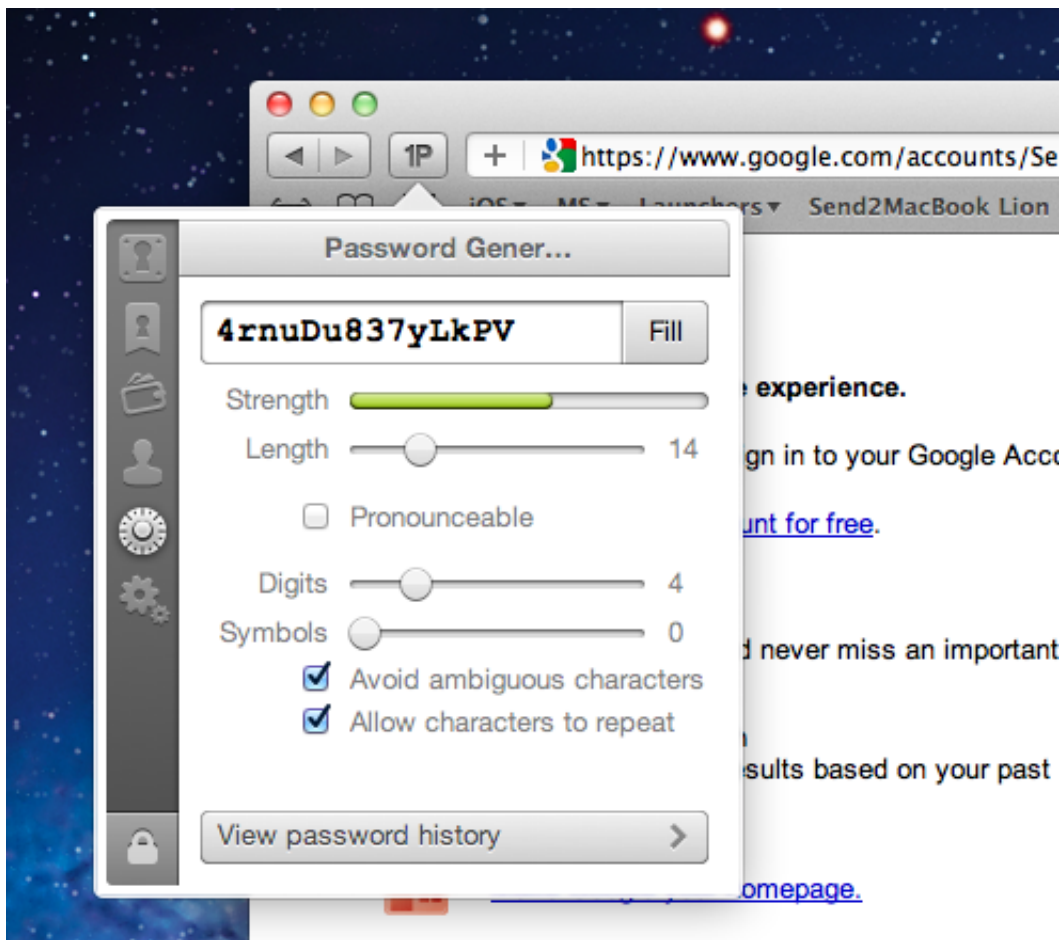 1P
https://www.google.com/accounts/Se
Send2MacBook Lion
Password Gener...
4rnuDu837yLkPV
Fill
Strength
Length 14
Pronounceable
Digits 4
Symbols 0
Avoid ambiguous characters
Allow characters to repeat
View password history
experience.
gn in to your Google Acco
unt for free.
never miss an important
sults based on your past
omepage.